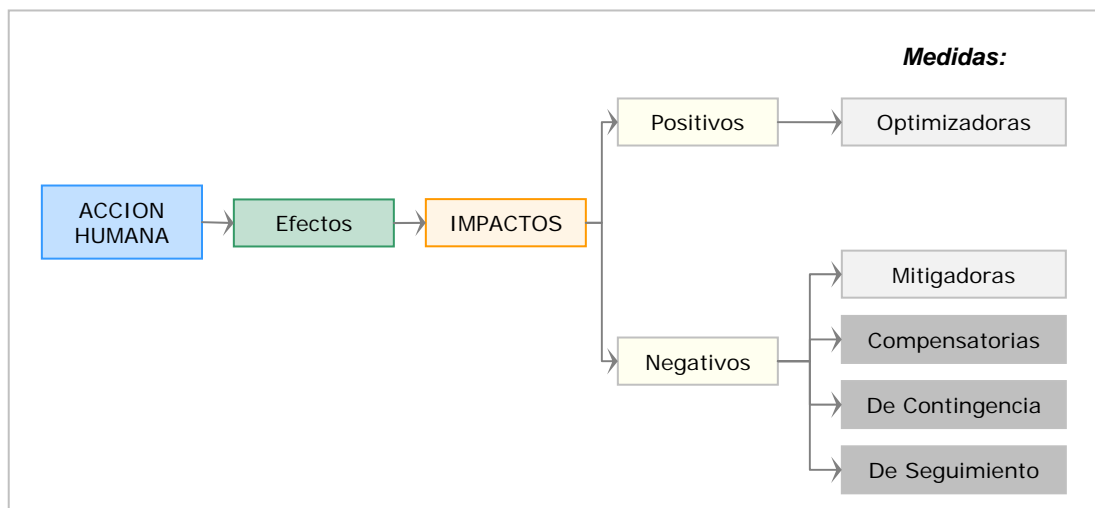 Medidas:
Positivos
Optimizadoras
ACCION
HUMANA
Efectos
IMPACTOS
Mitigadoras
Compensatorias
Negativos
De Contingencia
De Seguimiento